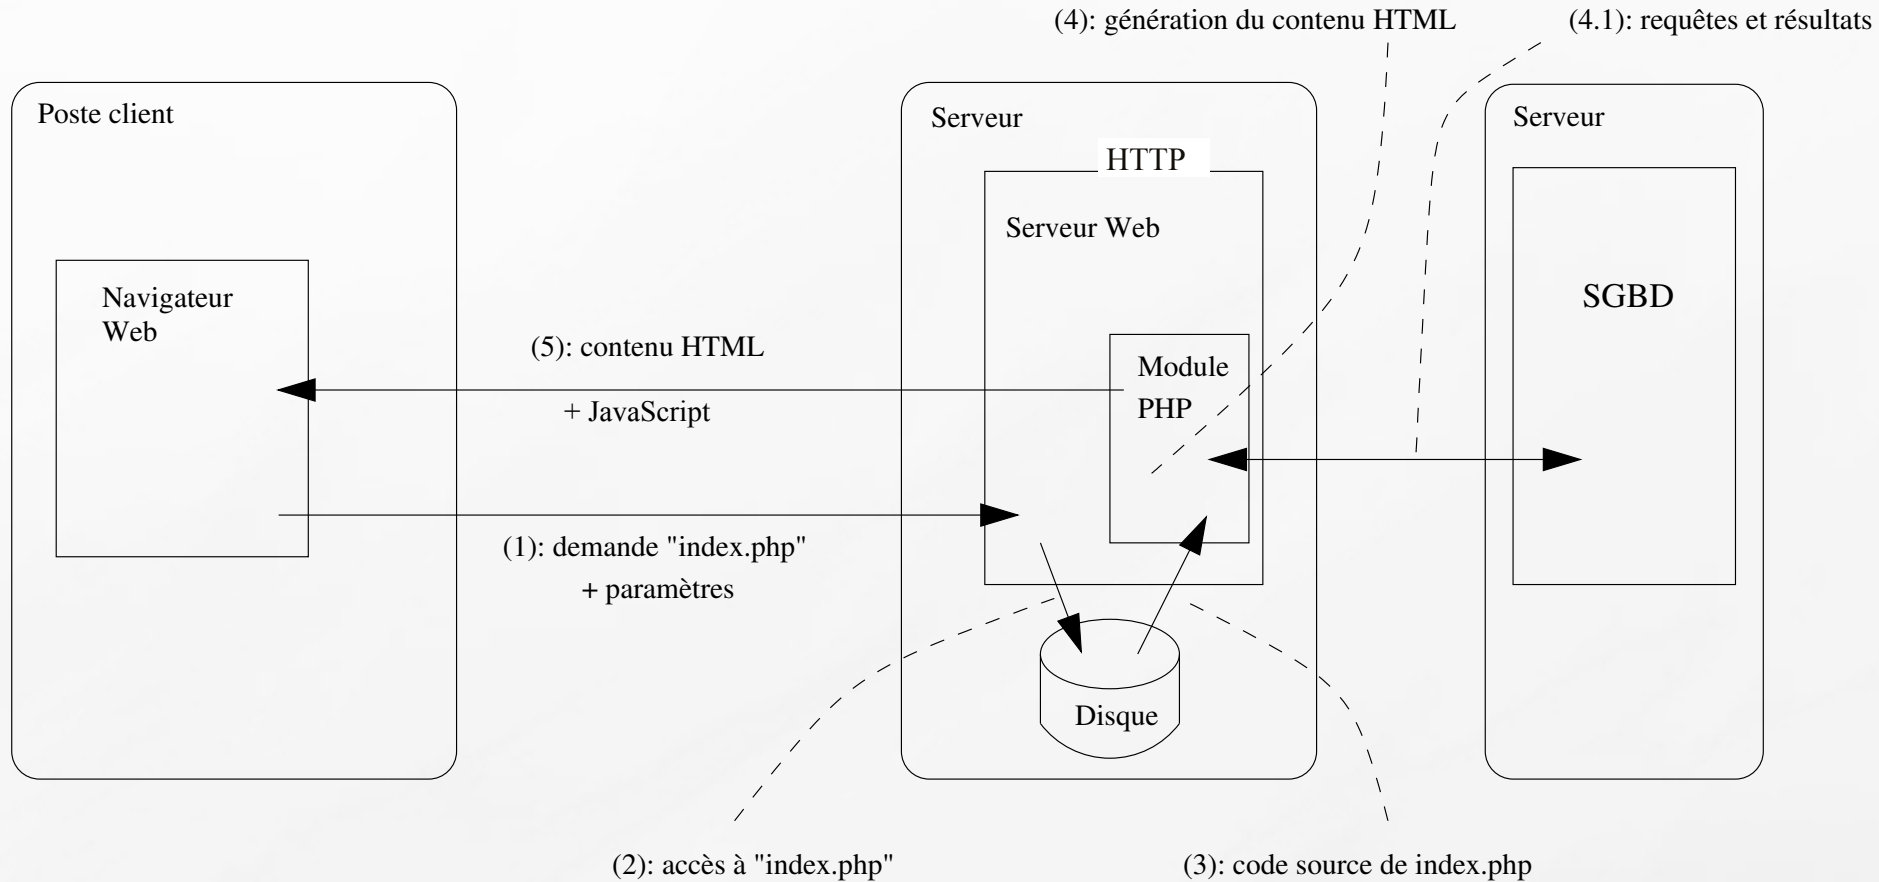 (4): génération du contenu HTML
(4.1): requêtes et résultats
Poste client
Serveur
Serveur
HTTP
Serveur Web
Navigateur
Web
SGBD
(5): contenu HTML
+ JavaScript
Module
PHP
(1): demande "index.php"
+ paramètres
Disque
(2): accès à "index.php"
(3): code source de index.php